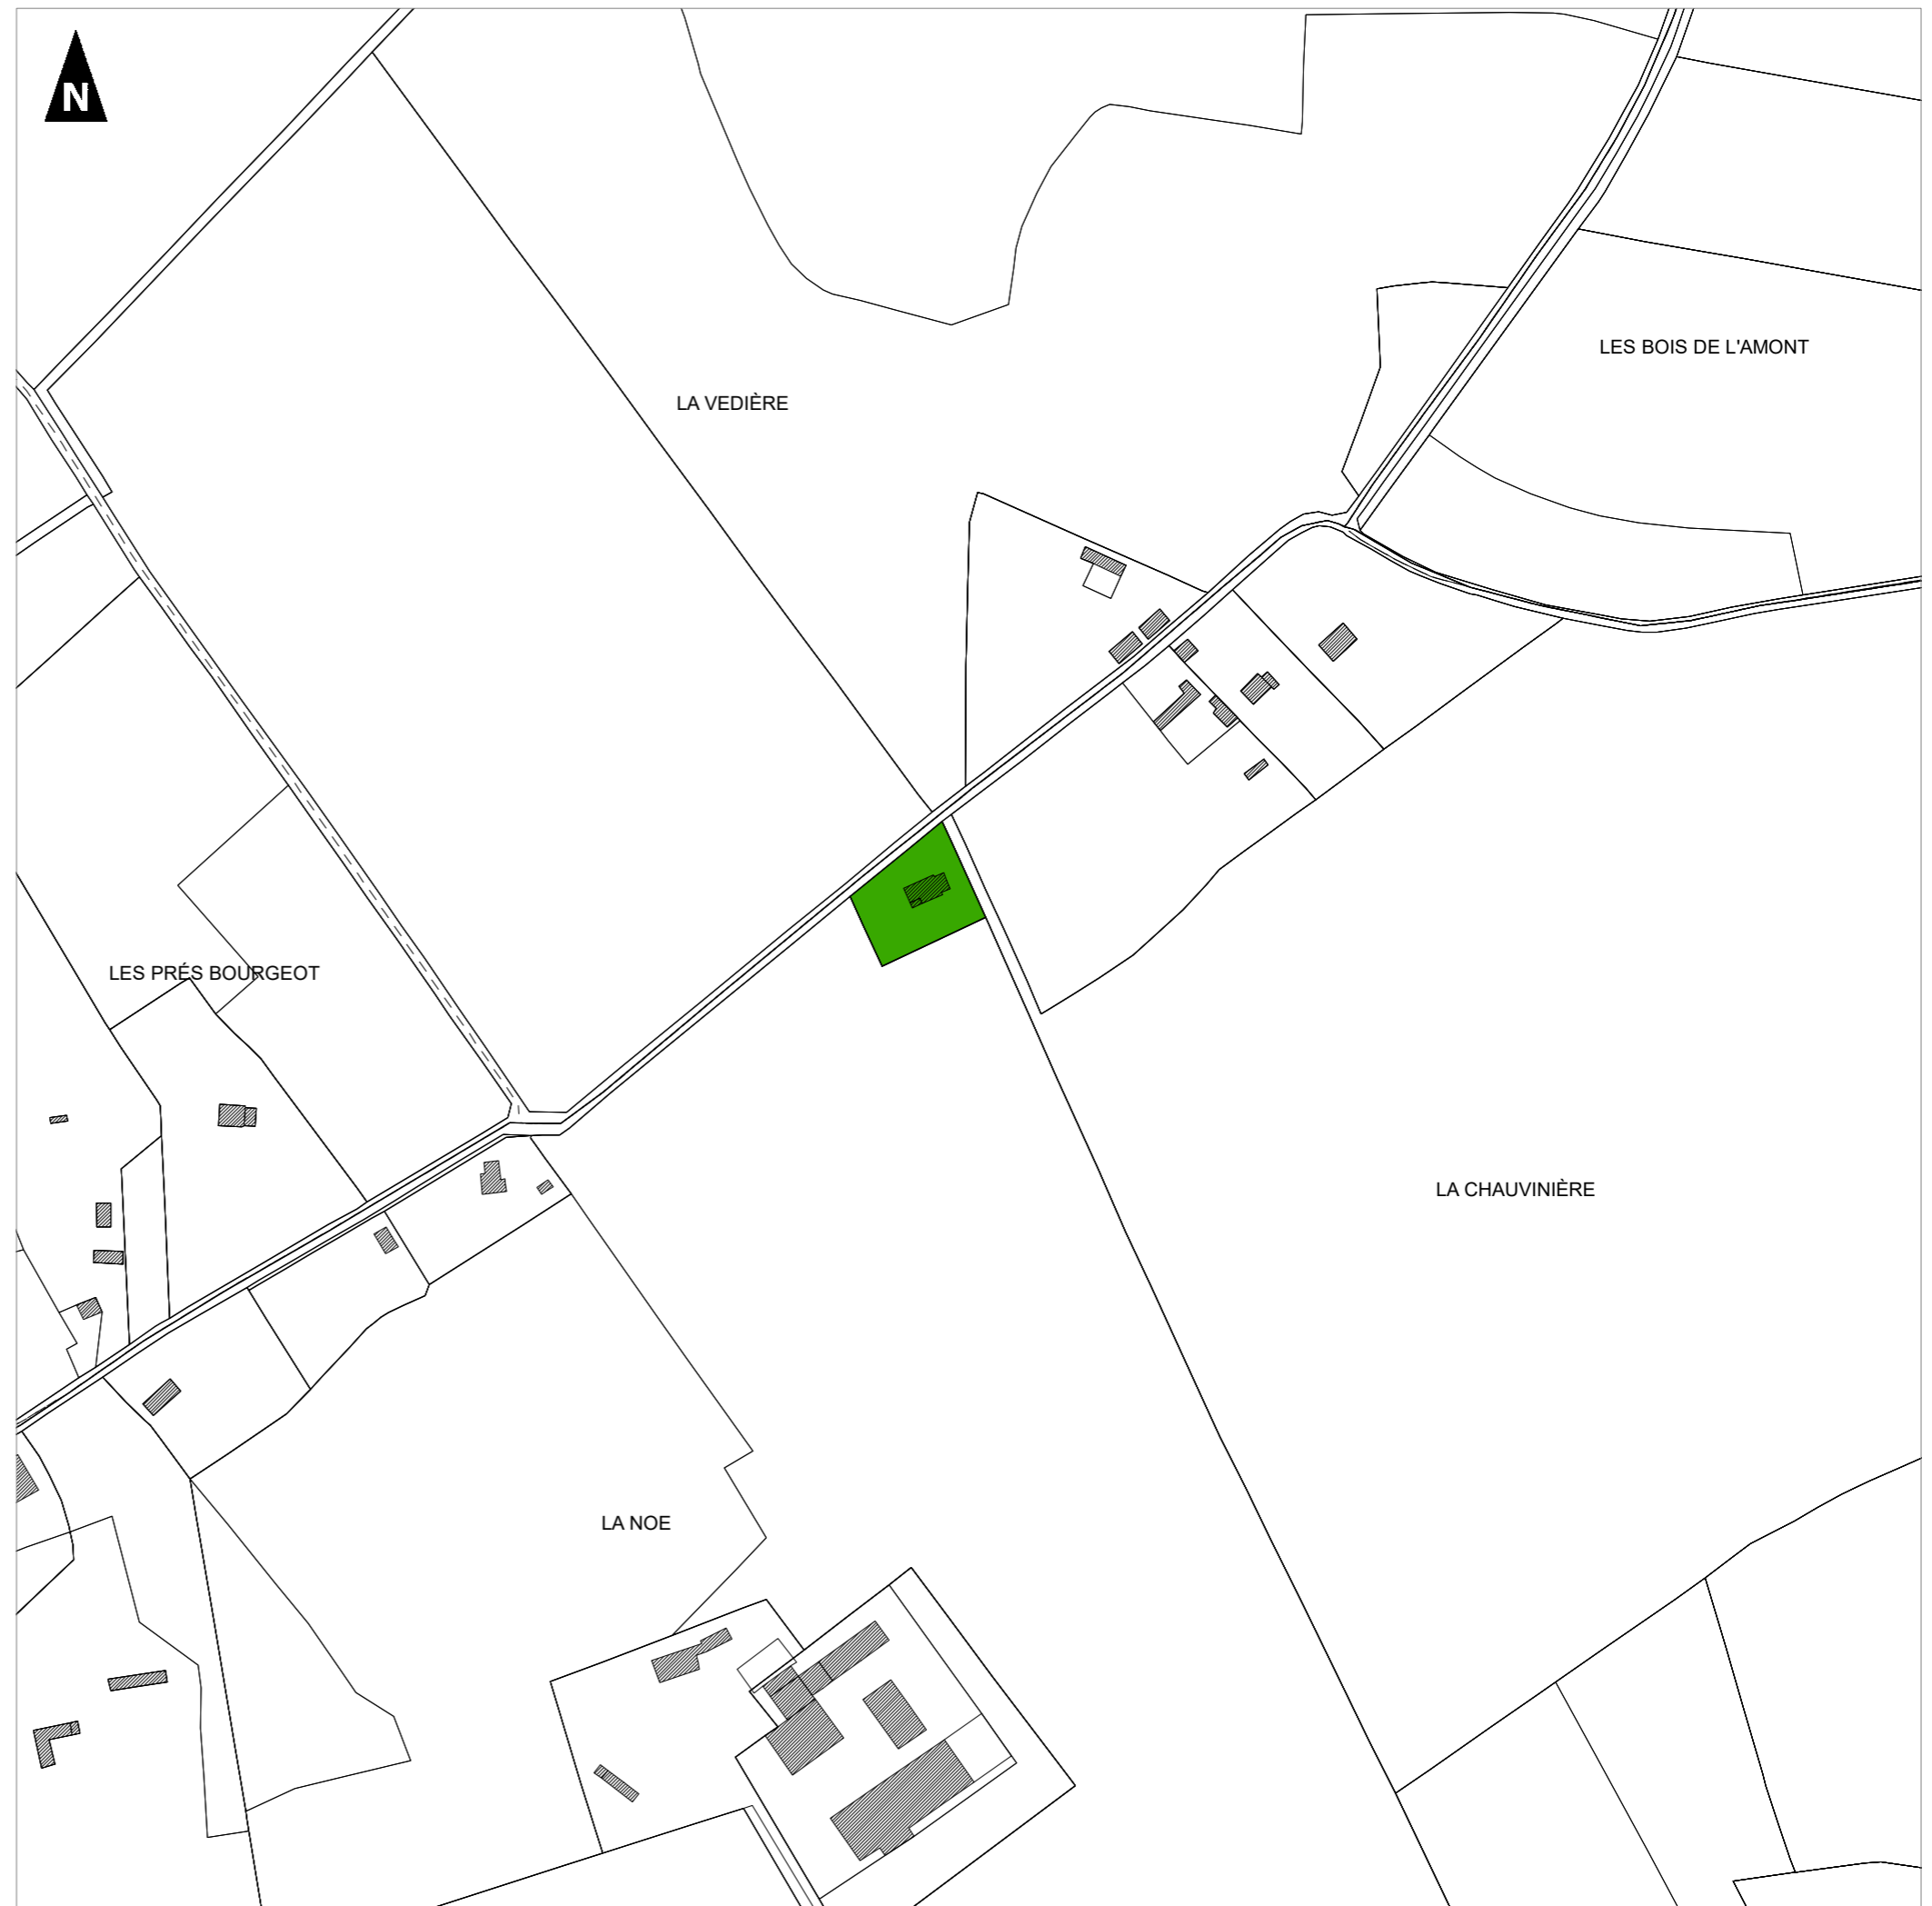 N
LES BOIS DE L'AMONT
LA VEDIÈRE
LES PRÉS BOURGEOT
LA CHAUVINIÈRE
LA NOE